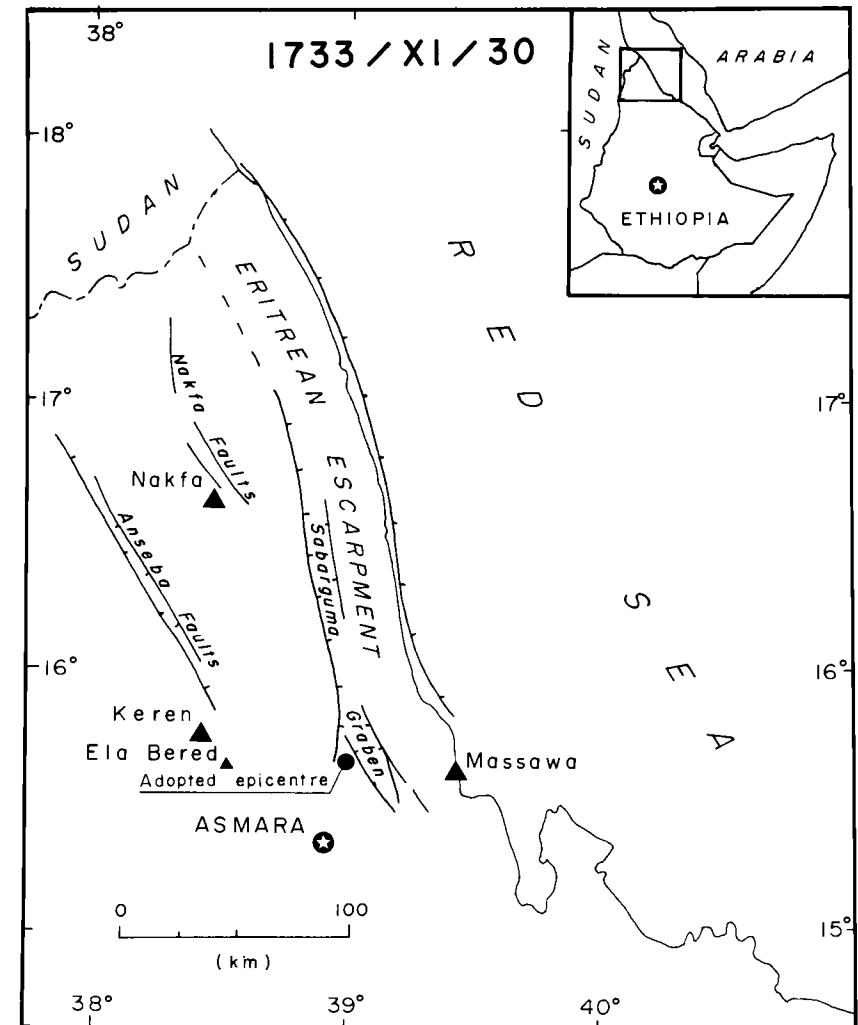 38°
1733/XI/30
18°
SUDAN
ARABIA
SUDAN
ETHIOPIA
RED
SEA
ERITREAN
ESCARPMENT
17°
17°
Nakfa
Faults
Nakfa
Anseba
Faults
Sabarguma
Graben
16°
16°
Keren
Ela Bered
Adopted epicentre
Massawa
ASMARA
0 100
(km)
15°
38°
39°
40°